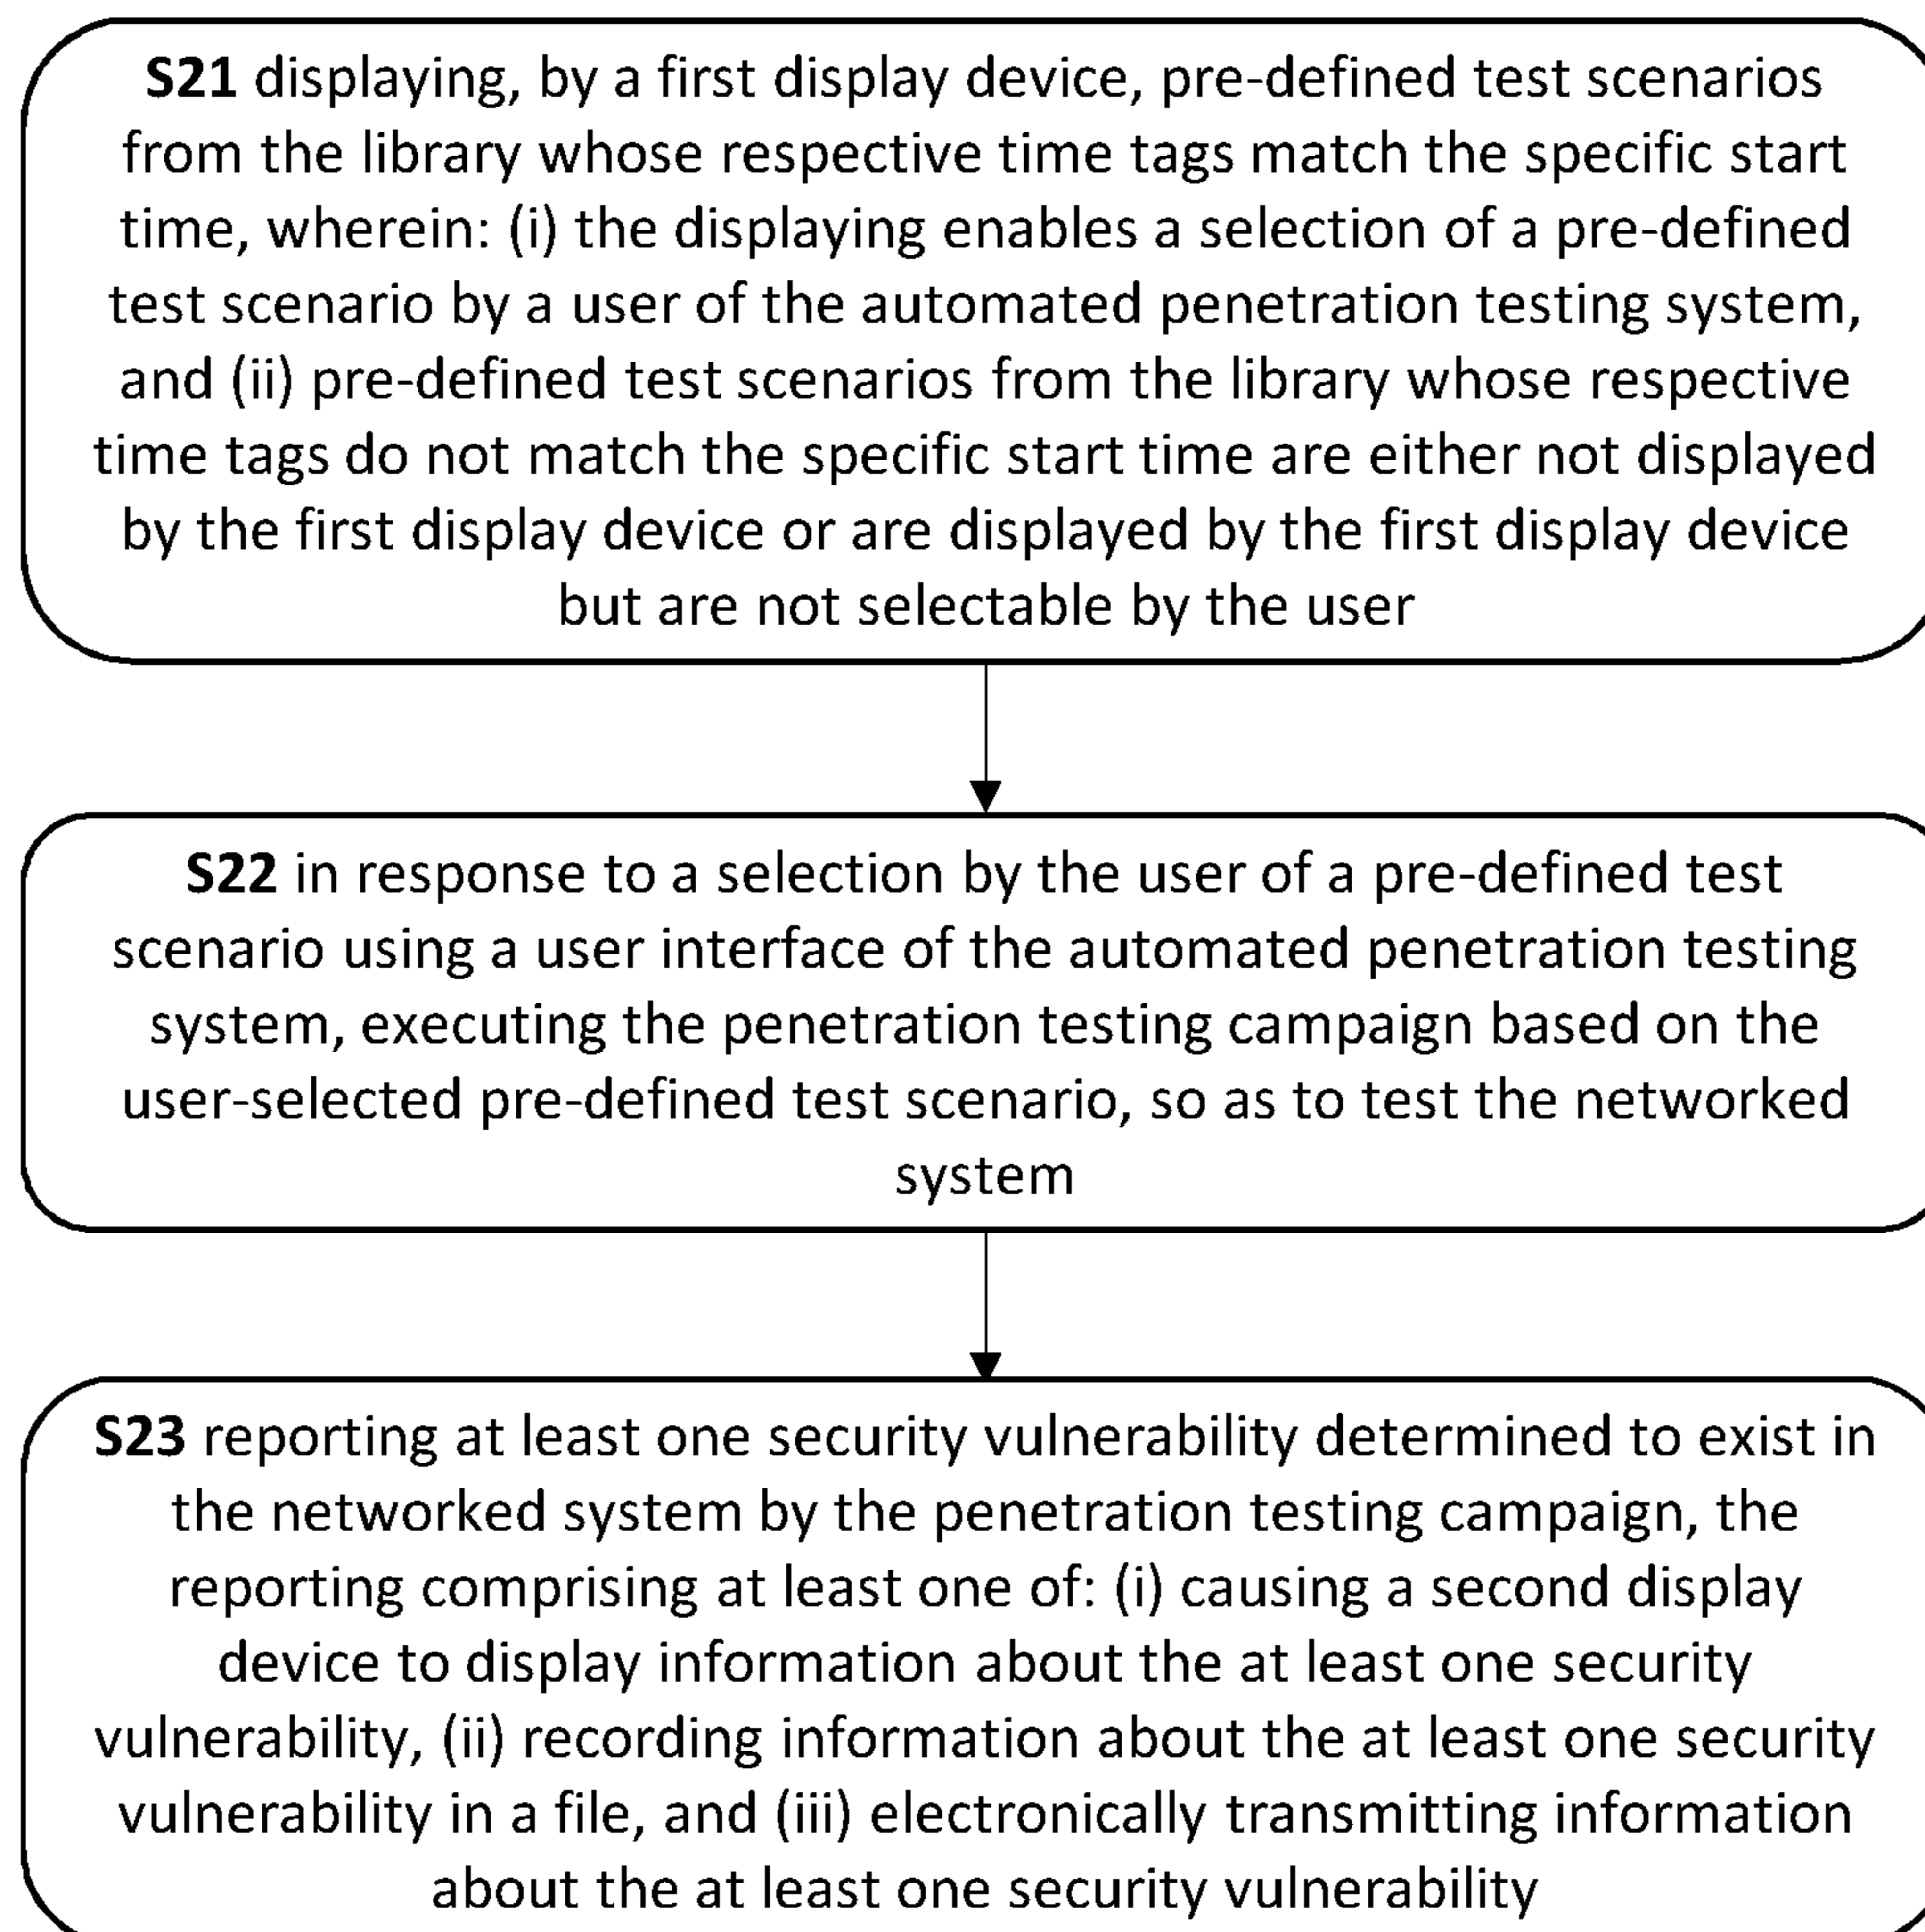 S21 displaying, by a first display device, pre-defined test scenarios
from the library whose respective time tags match the specific start
time, wherein: (i) the displaying enables a selection of a pre-defined
test scenario by a user of the automated penetration testing system,
and (ii) pre-defined test scenarios from the library whose respective
time tags do not match the specific start time are either not displayed
by the first display device or are displayed by the first display device
but are not selectable by the user
S22 in response to a selection by the user of a pre-defined test
scenario using a user interface of the automated penetration testing
system, executing the penetration testing campaign based on the
user-selected pre-defined test scenario, so as to test the networked
system
S23 reporting at least one security vulnerability determined to exist in
the networked system by the penetration testing campaign, the
reporting comprising at least one of: (i) causing a second display
device to display information about the at least one security
vulnerability, (ii) recording information about the at least one security
vulnerability in a file, and (iii) electronically transmitting information
about the at least one security vulnerability